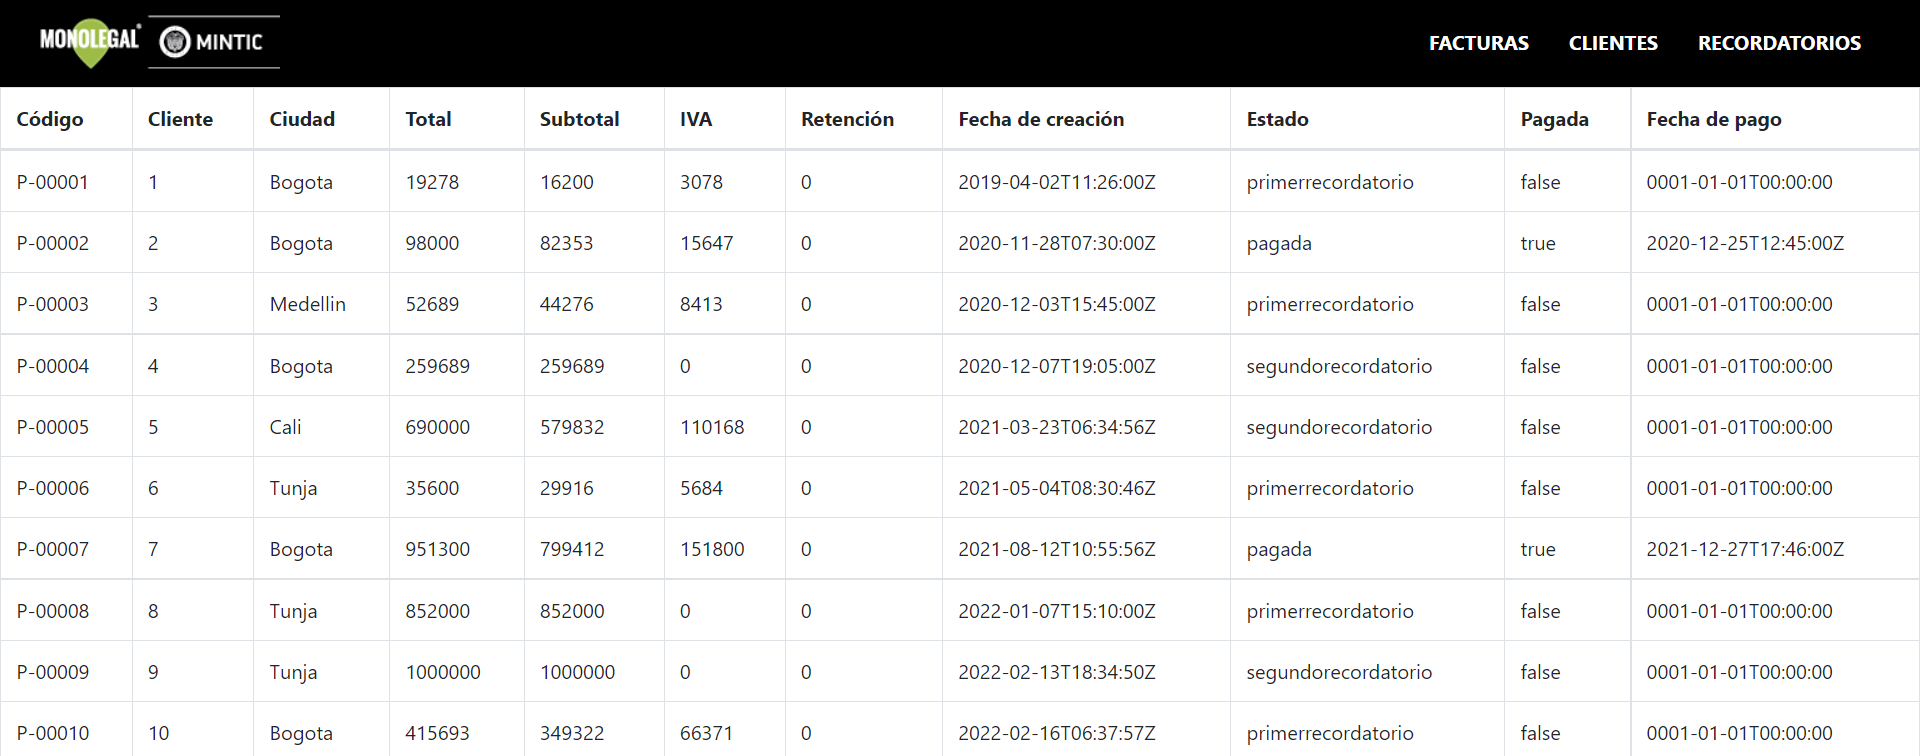 MONOLEGAL® MINTIC FACTURAS CLIENTES RECORDATORIOS
Código Cliente Ciudad Total Subtotal IVA Retención Fecha de creación Estado Pagada Fecha de pago
P-00001 1 Bogota 19278 16200 3078 0 2019-04-02T11:26:00Z primerrecordatorio false 0001-01-01T00:00:00
P-00002 2 Bogota 98000 82353 15647 0 2020-11-28T07:30:00Z pagada true 2020-12-25T12:45:00Z
P-00003 3 Medellin 52689 44276 8413 0 2020-12-03T15:45:00Z primerrecordatorio false 0001-01-01T00:00:00
P-00004 4 Bogota 259689 259689 0 0 2020-12-07T19:05:00Z segundorecordatorio false 0001-01-01T00:00:00
P-00005 5 Cali 690000 579832 110168 0 2021-03-23T06:34:56Z segundorecordatorio false 0001-01-01T00:00:00
P-00006 6 Tunja 35600 29916 5684 0 2021-05-04T08:30:46Z primerrecordatorio false 0001-01-01T00:00:00
P-00007 7 Bogota 951300 799412 151800 0 2021-08-12T10:55:56Z pagada true 2021-12-27T17:46:00Z
P-00008 8 Tunja 852000 852000 0 0 2022-01-07T15:10:00Z primerrecordatorio false 0001-01-01T00:00:00
P-00009 9 Tunja 1000000 1000000 0 0 2022-02-13T18:34:50Z segundorecordatorio false 0001-01-01T00:00:00
P-00010 10 Bogota 415693 349322 66371 0 2022-02-16T06:37:57Z primerrecordatorio false 0001-01-01T00:00:00